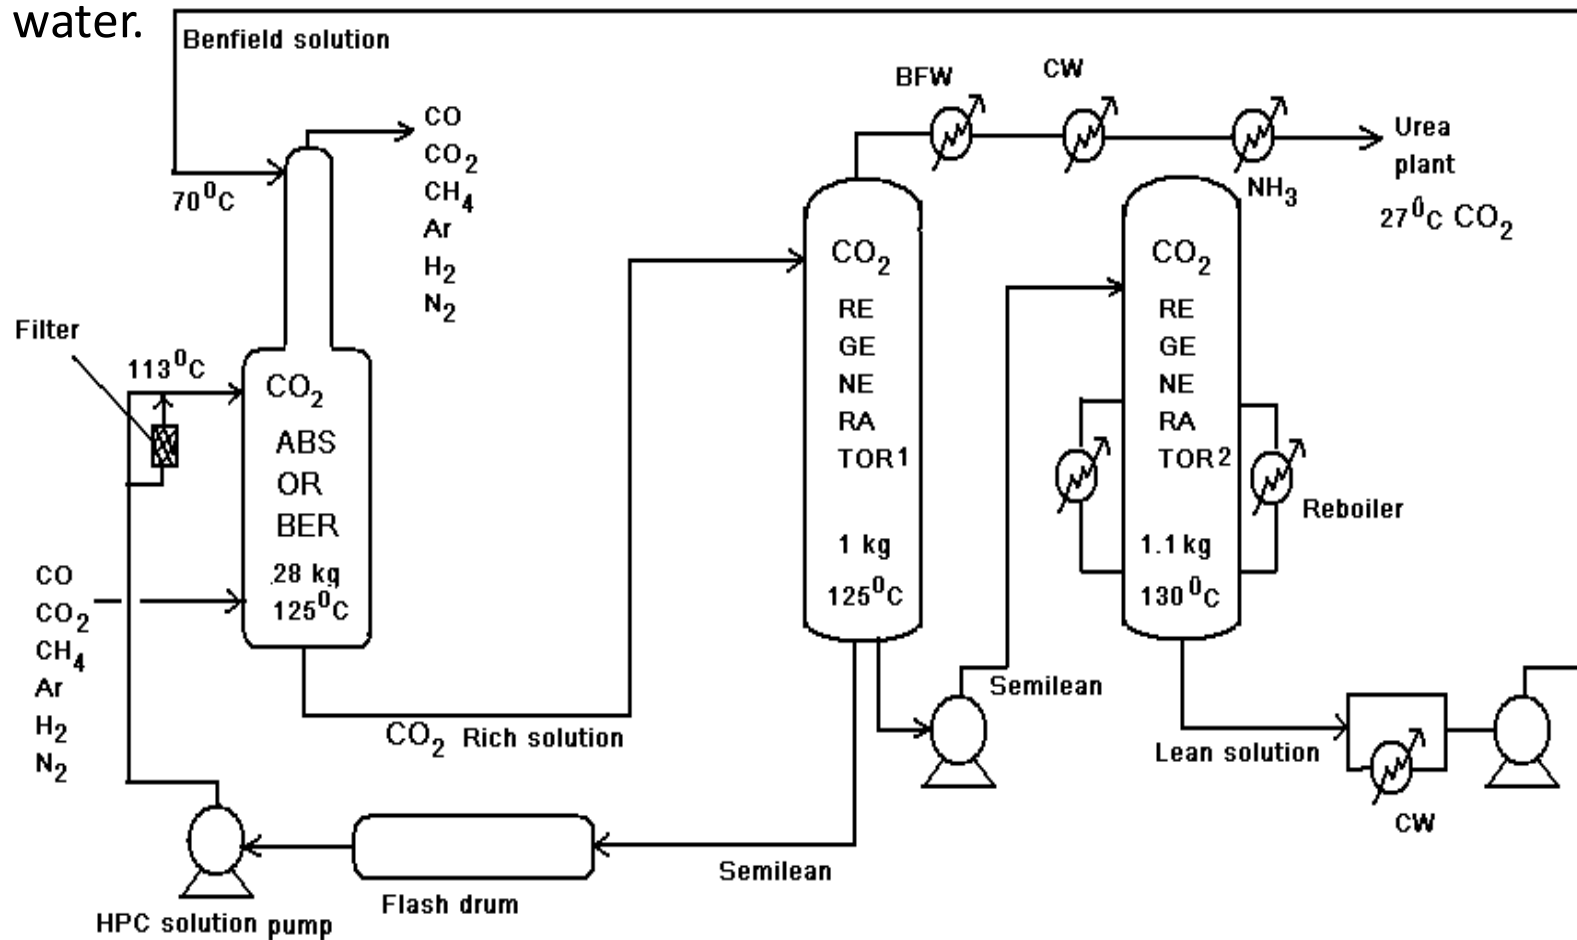 water.
Benfield solution
70⁰C
CO
CO₂
CH₄
Ar
H₂
N₂
BFW
CW
NH₃
Urea
plant
27⁰C CO₂
Filter
113⁰C
CO₂
ABS
OR
BER
28 kg
125⁰C
CO
CO₂
CH₄
Ar
H₂
N₂
CO₂ Rich solution
CO₂
RE
GE
NE
RA
TOR1
1 kg
125⁰C
CO₂
RE
GE
NE
RA
TOR2
1.1 kg
130⁰C
Reboiler
Semilean
Lean solution
CW
Semilean
Flash drum
HPC solution pump